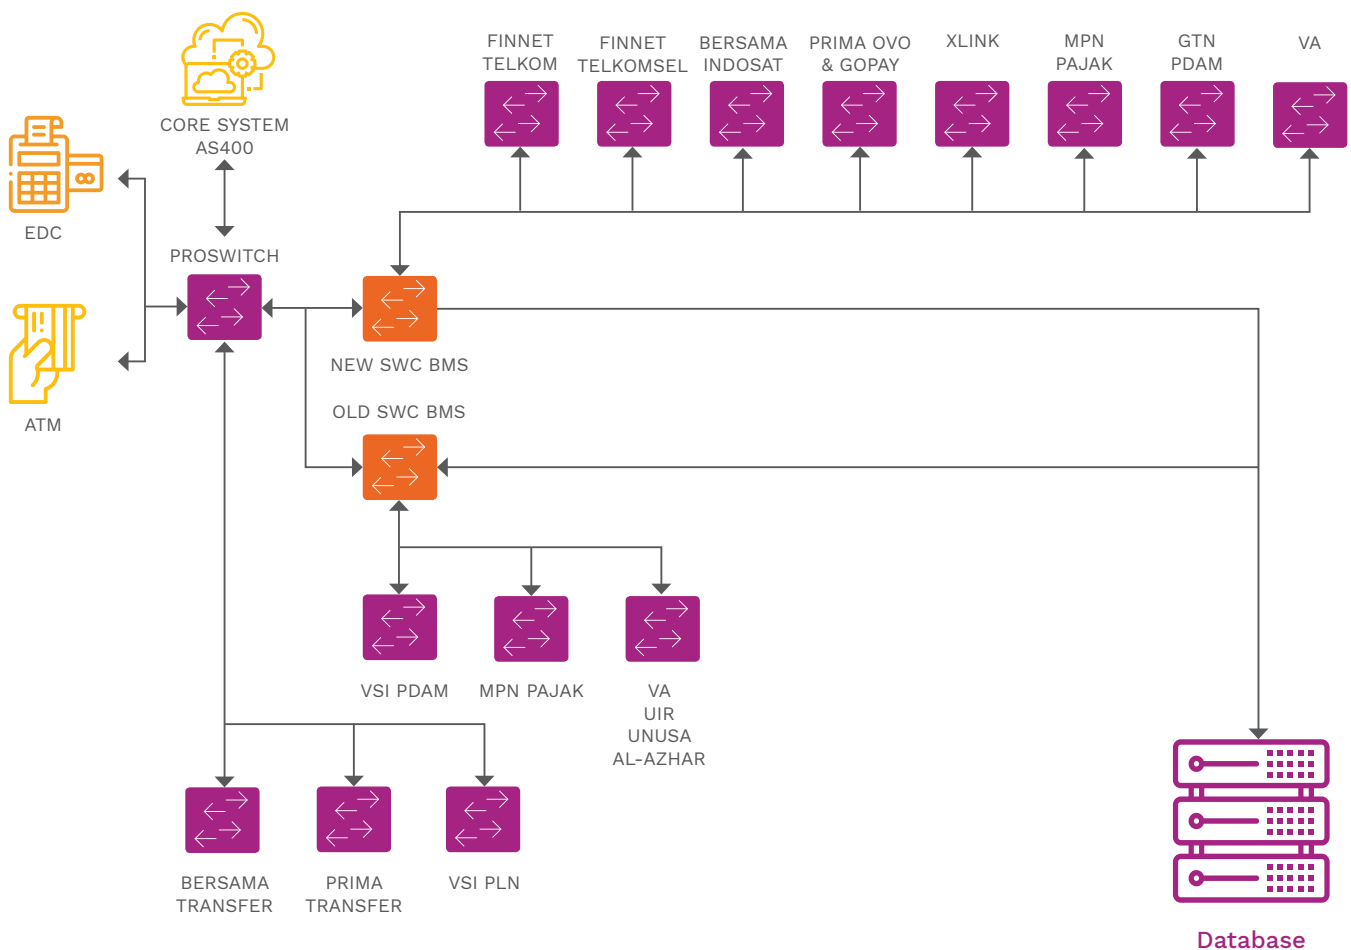 FINNET
TELKOM
FINNET
TELKOMSEL
BERSAMA
INDOSAT
PRIMA OVO
& GOPAY
XLINK
MPN
PAJAK
GTN
PDAM
VA
CORE SYSTEM
AS400
EDC
PROSWITCH
NEW SWC BMS
OLD SWC BMS
ATM
VSI PDAM
MPN PAJAK
VA
UIR
UNUSA
AL-AZHAR
BERSAMA
TRANSFER
PRIMA
TRANSFER
VSI PLN
Database